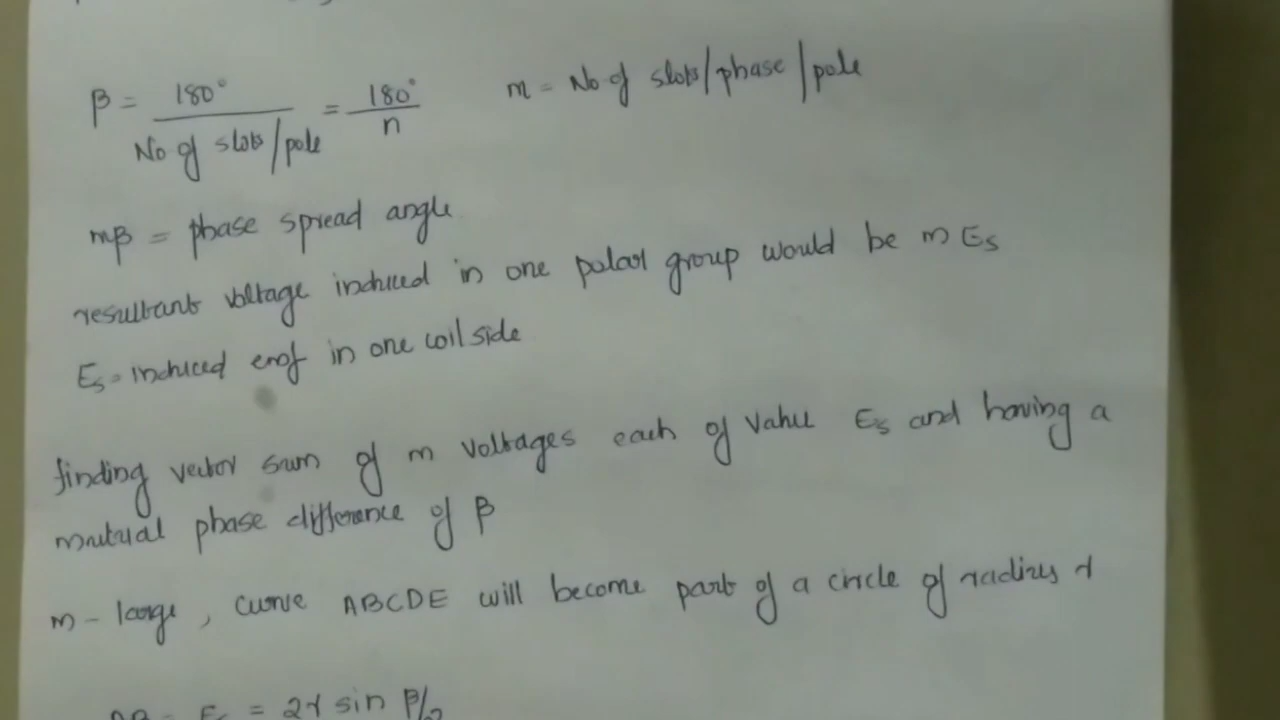 β = 180° / No of slots/pole = 180° / n    m = No of slots/phase/pole
mβ = phase spread angle
resultant voltage induced in one polar group would be m Es
Es = induced emf in one coil side
finding vector sum of m voltages each of value Es and having a
mutual phase difference of β
m - large, curve ABCDE will become part of a circle of radius r
= 2r sin β/2